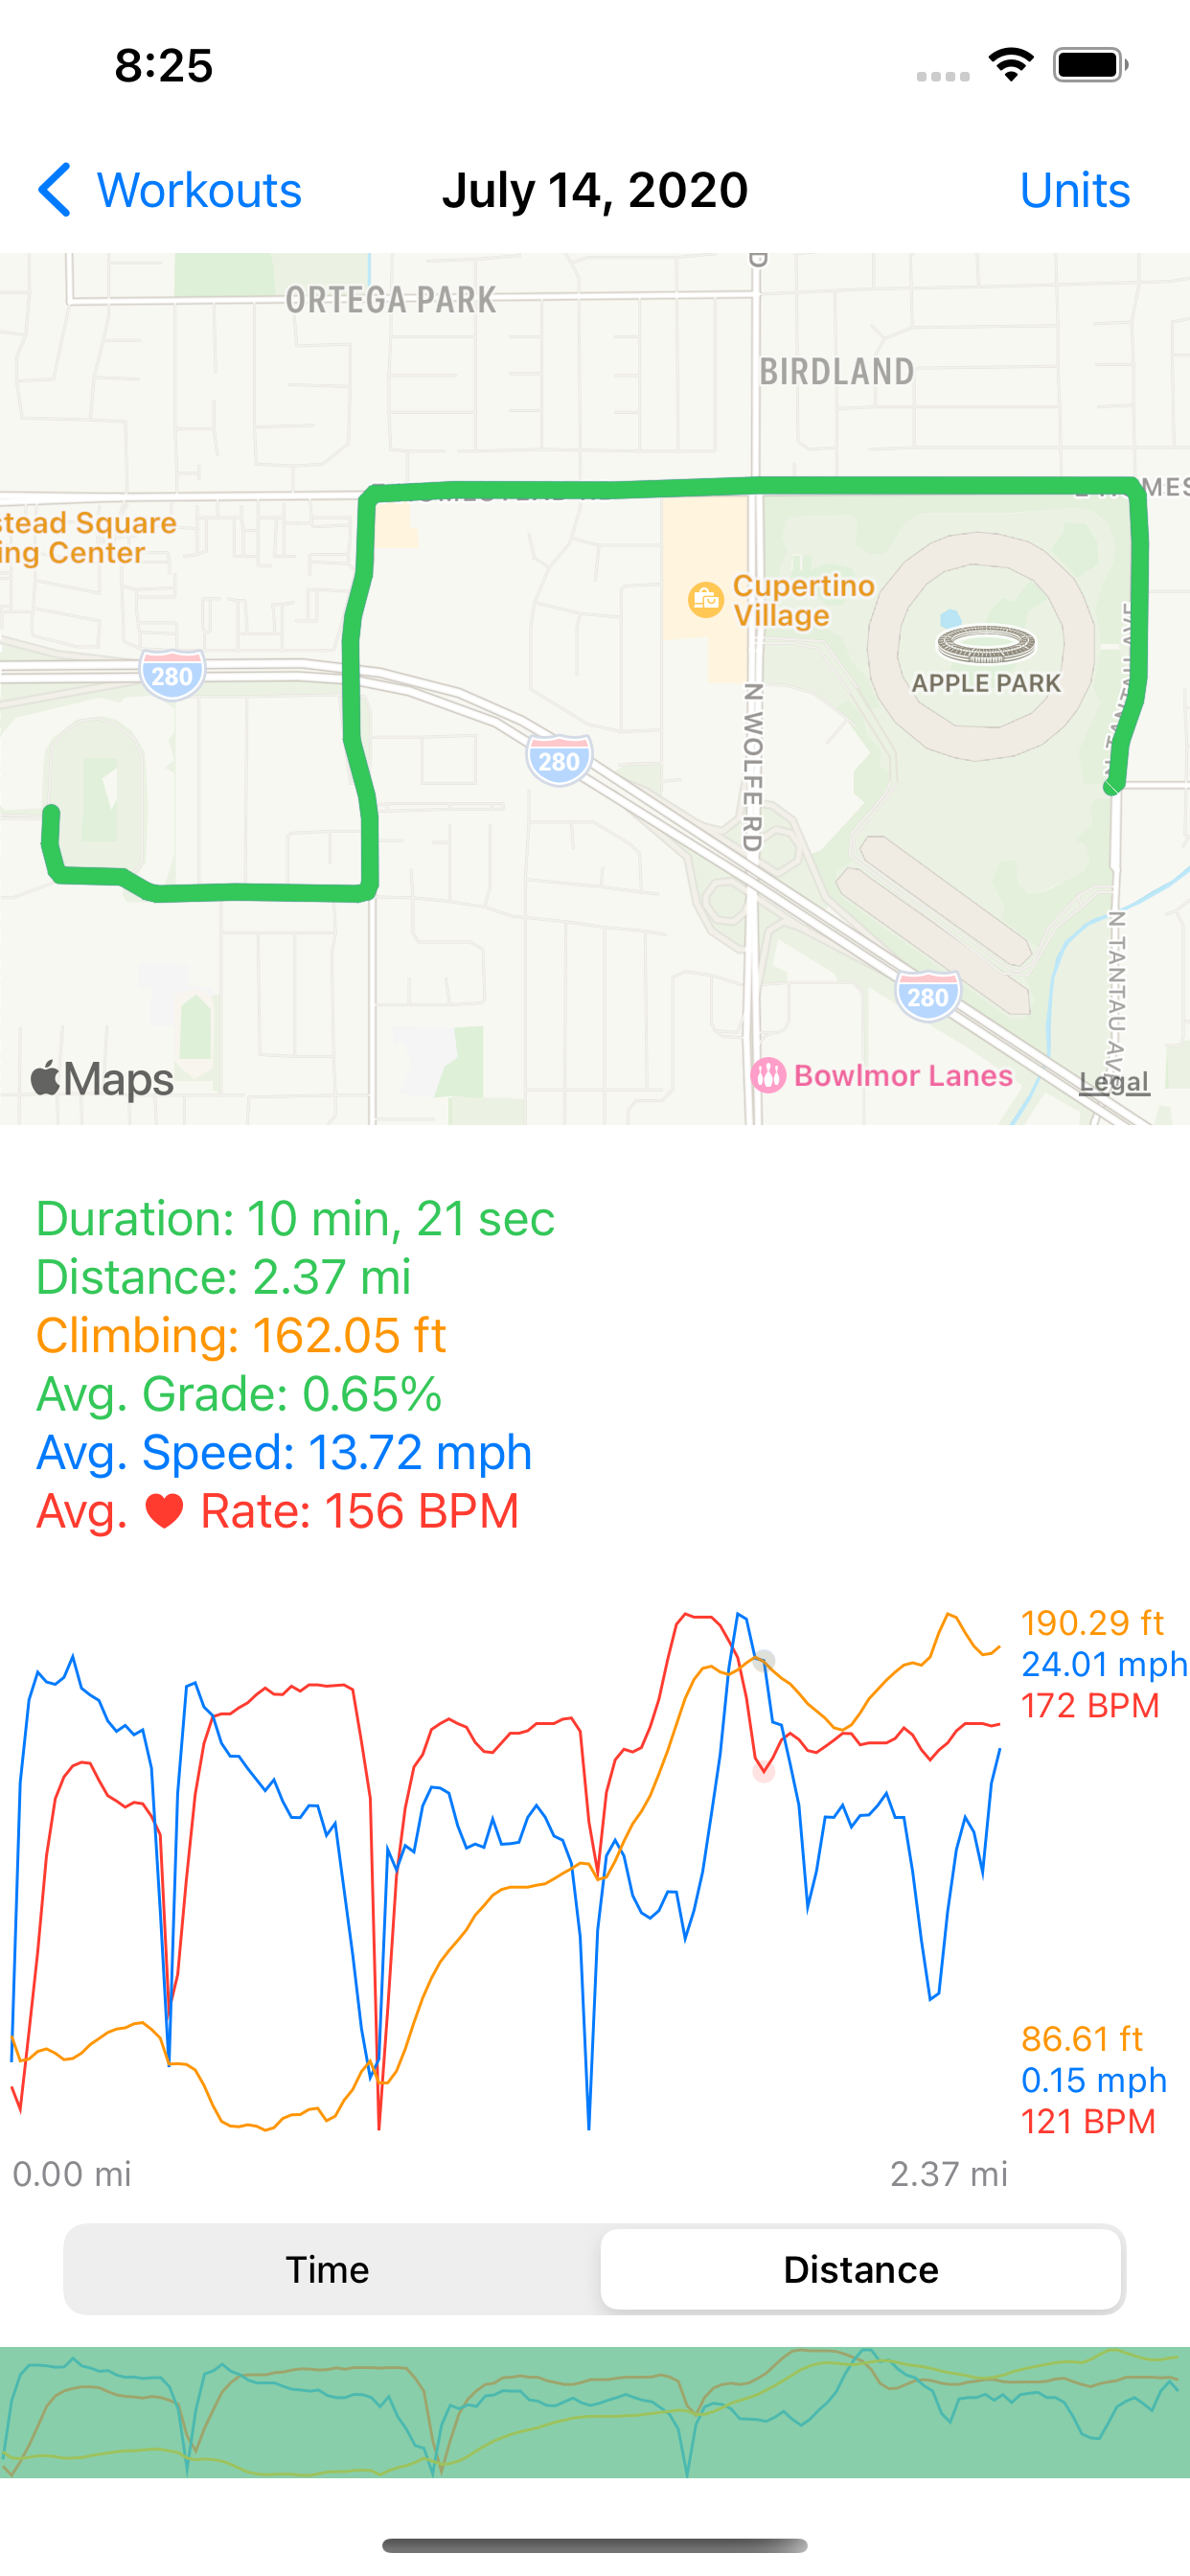 8:25
Workouts
July 14, 2020
Units
ORTEGA PARK
BIRDLAND
stead Square
ing Center
Cupertino
Village
APPLE PARK
280
280
280
N WOLFE RD
N TANTAU AVE
Bowlmor Lanes
Maps
Legal
Duration: 10 min, 21 sec
Distance: 2.37 mi
Climbing: 162.05 ft
Avg. Grade: 0.65%
Avg. Speed: 13.72 mph
Avg. ♥ Rate: 156 BPM
190.29 ft
24.01 mph
172 BPM
86.61 ft
0.15 mph
121 BPM
0.00 mi
2.37 mi
Time
Distance